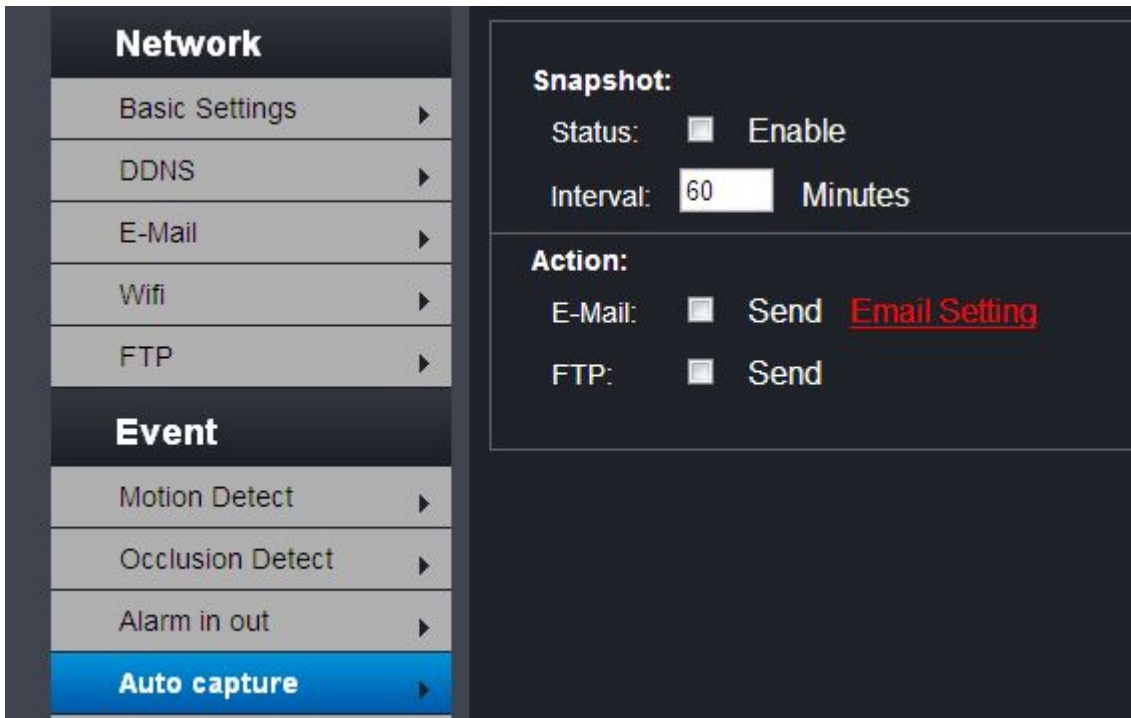 Network
Basic Settings
DDNS
E-Mail
Wifi
FTP
Event
Motion Detect
Occlusion Detect
Alarm in out
Auto capture
Snapshot:
Status: Enable
Interval: 60 Minutes
Action:
E-Mail: Send Email Setting
FTP: Send